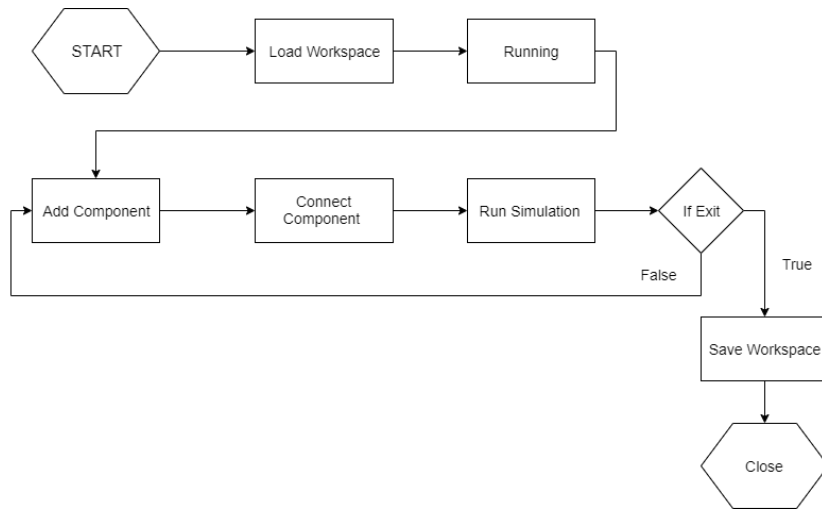 START
Load Workspace
Running
Add Component
Connect
Component
Run Simulation
If Exit
False
True
Save Workspace
Close